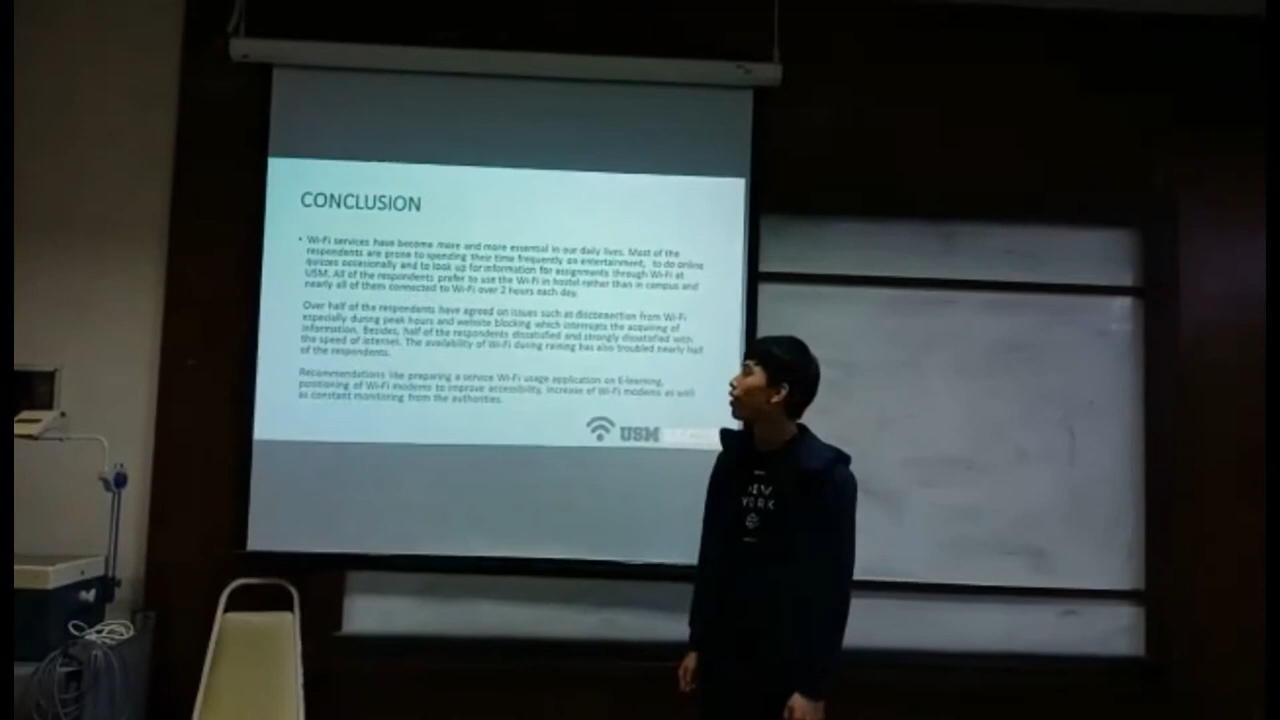 CONCLUSION
• Wi-Fi services have become more and more essential in our daily lives. Most of the
respondents are prone to spending their time frequently on entertainment, to do online
quizzes occasionally and to look up for information for assignments through Wi-Fi at
USM. All of the respondents prefer to use the Wi-Fi in hostel rather than in campus and
nearly all of them connected to Wi-Fi over 2 hours each day.
Over half of the respondents have agreed on issues such as disconnection from Wi-Fi
especially during peak hours and website blocking which interrupts the acquiring of
information. Besides, half of the respondents dissatisfied and strongly dissatisfied with
the speed of internet. The availability of Wi-Fi during raining has also troubled nearly half
of the respondents.
Recommendations like preparing a service Wi-Fi usage application on E-learning,
positioning of Wi-Fi modems to improve accessibility, increase of Wi-Fi modems as well
as constant monitoring from the authorities.
USM
NEW
YORK